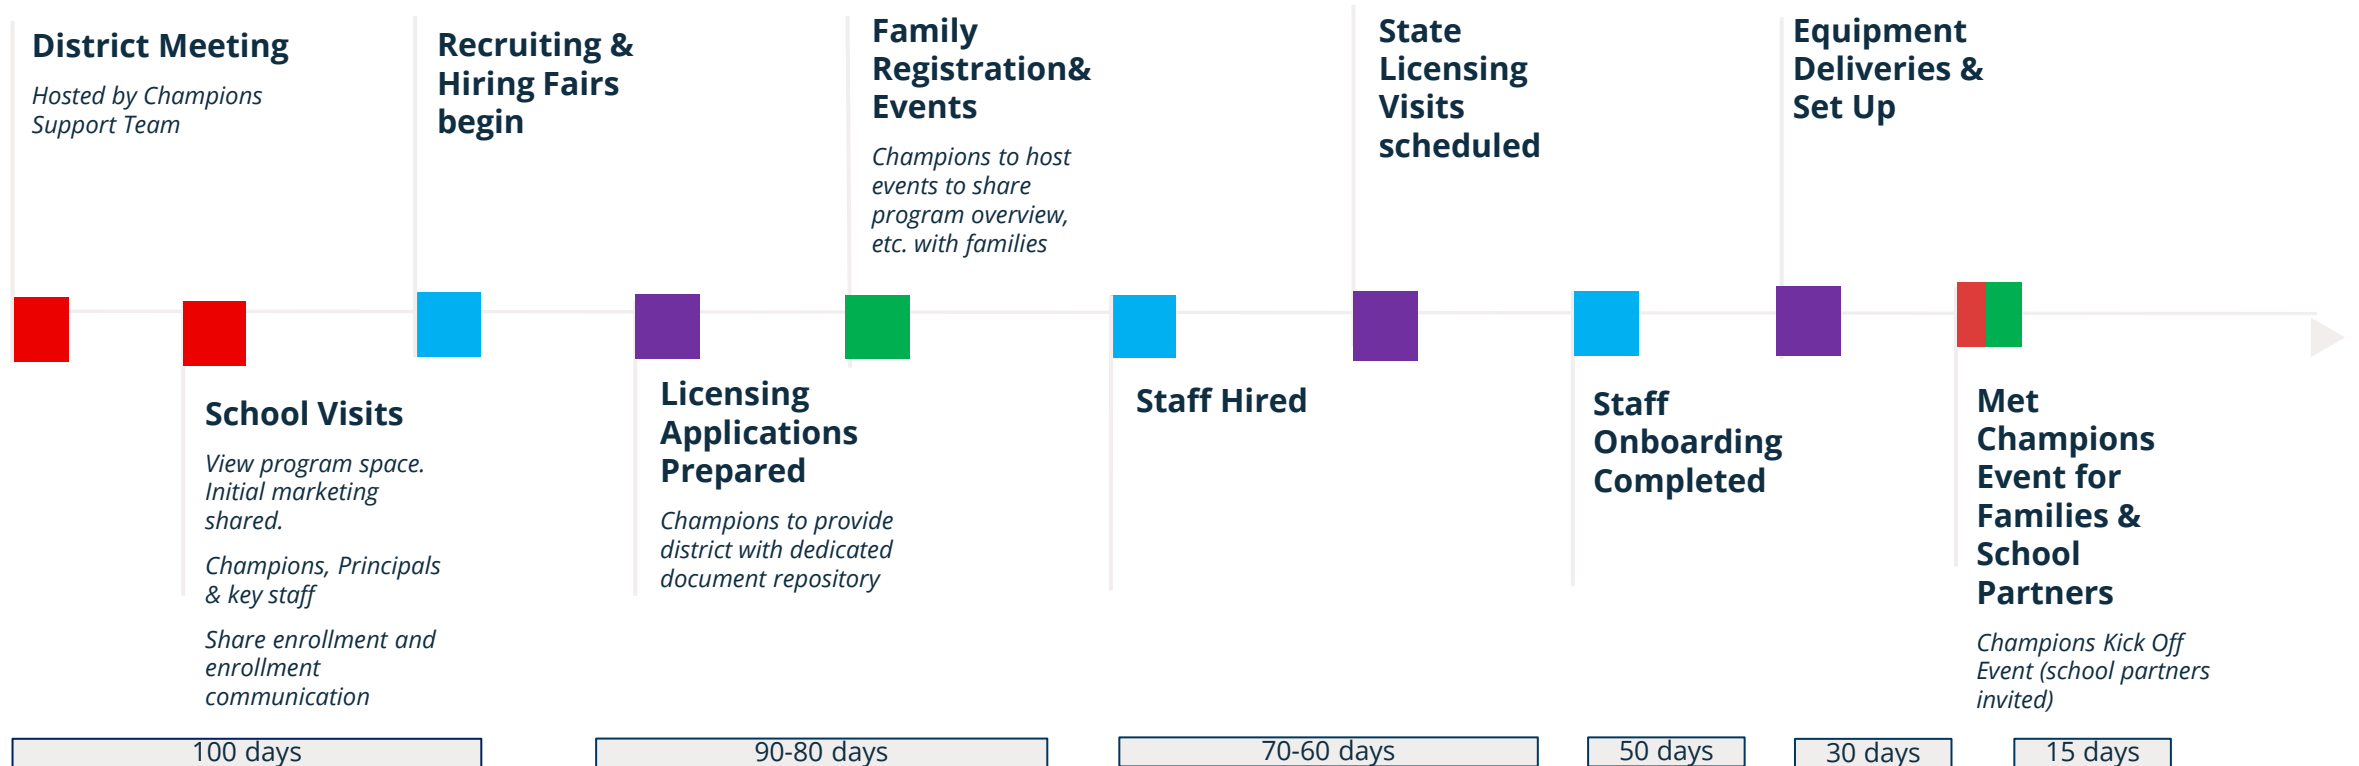 District Meeting
Hosted by Champions
Support Team
Recruiting &
Hiring Fairs
begin
Family
Registration&
Events
Champions to host
events to share
program overview,
etc. with families
State
Licensing
Visits
scheduled
Equipment
Deliveries &
Set Up
School Visits
View program space.
Initial marketing
shared.
Champions, Principals
& key staff
Share enrollment and
enrollment
communication
Licensing
Applications
Prepared
Champions to provide
district with dedicated
document repository
Staff Hired
Staff
Onboarding
Completed
Met
Champions
Event for
Families &
School
Partners
Champions Kick Off
Event (school partners
invited)
100 days
90-80 days
70-60 days
50 days
30 days
15 days